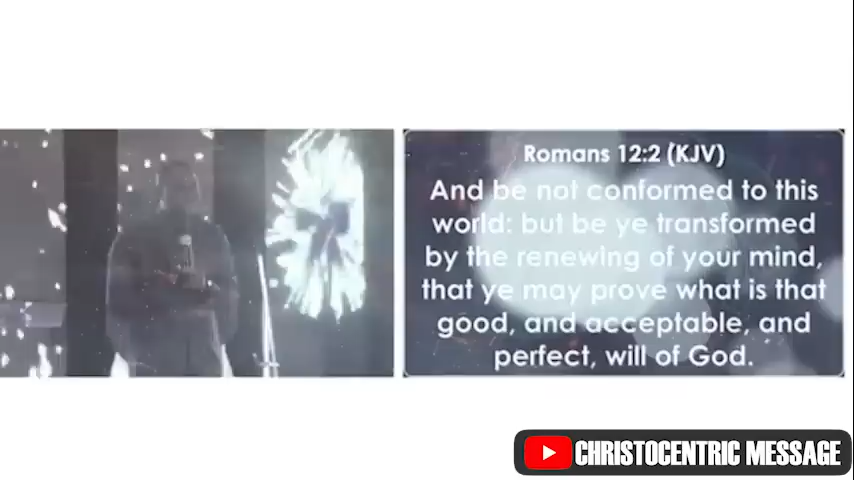 Romans 12:2 (KJV)
And be not conformed to this
world: but be ye transformed
by the renewing of your mind,
that ye may prove what is that
good, and acceptable, and
perfect, will of God.
CHRISTOCENTRIC MESSAGE